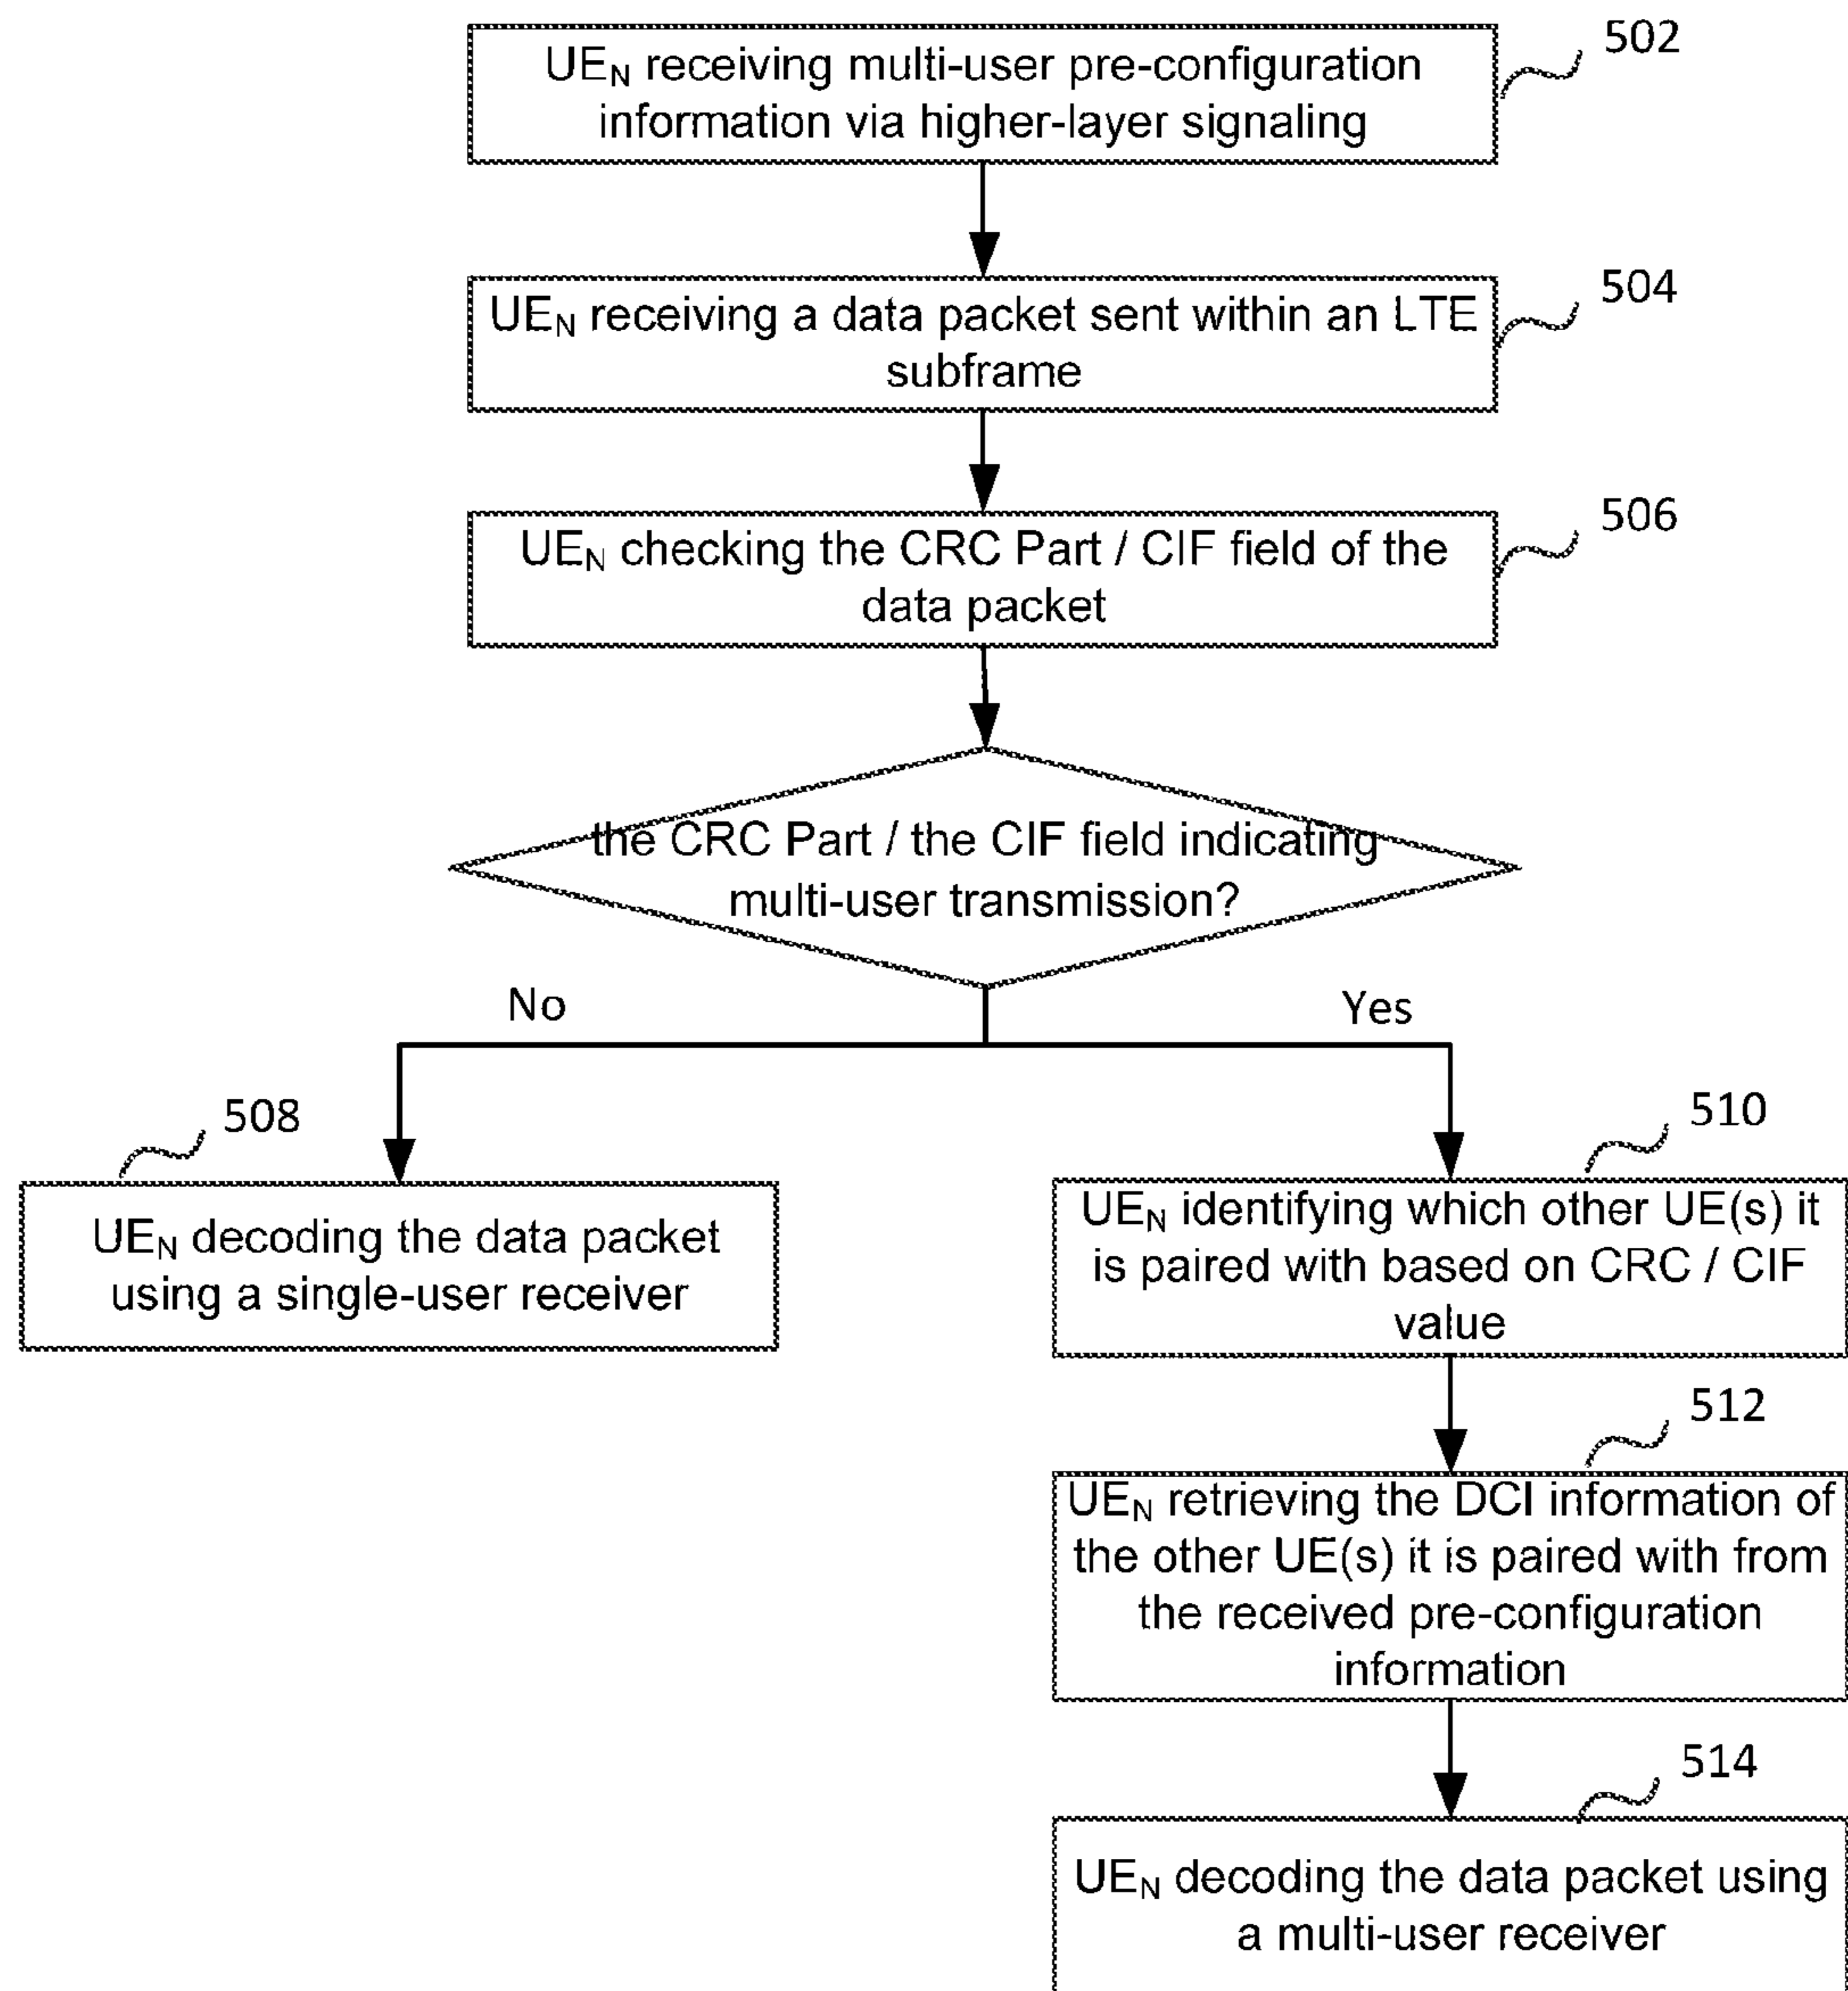 UEN receiving multi-user pre-configuration
information via higher-layer signaling
502
UEN receiving a data packet sent within an LTE
subframe
504
UEN checking the CRC Part / CIF field of the
data packet
506
the CRC Part / the CIF field indicating
multi-user transmission?
No
Yes
508
UEN decoding the data packet
using a single-user receiver
510
UEN identifying which other UE(s) it
is paired with based on CRC / CIF
value
512
UEN retrieving the DCI information of
the other UE(s) it is paired with from
the received pre-configuration
information
514
UEN decoding the data packet using
a multi-user receiver